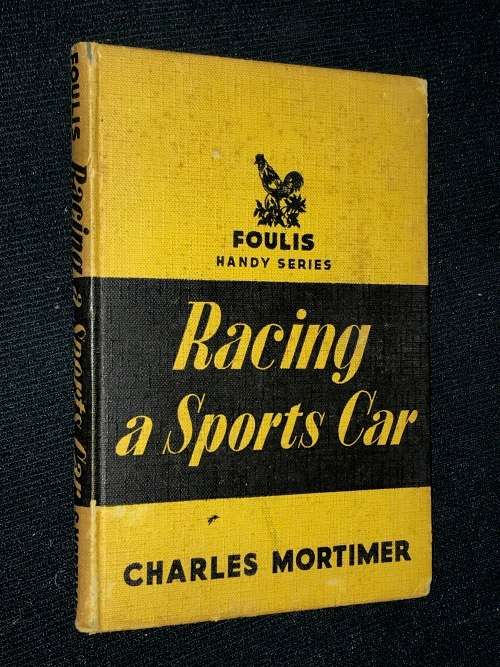 FOULIS
HANDY SERIES
Racing
a Sports Car
CHARLES MORTIMER
FOULIS Racing a Sports Car